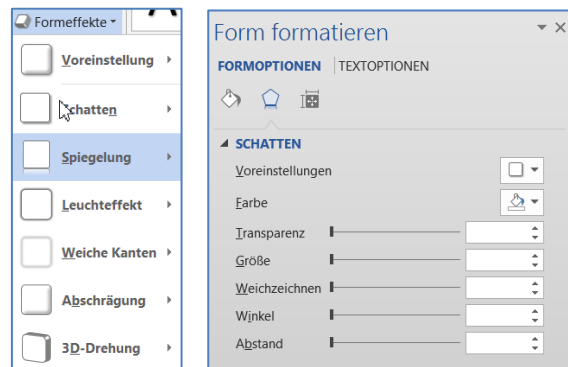 Formeffekte
Voreinstellung
Schatten
Spiegelung
Leuchteffekt
Weiche Kanten
Abschrägung
3D-Drehung
Form formatieren
FORMOPTIONEN
TEXTOPTIONEN
SCHATTEN
Voreinstellungen
Farbe
Transparenz
Größe
Weichzeichnen
Winkel
Abstand